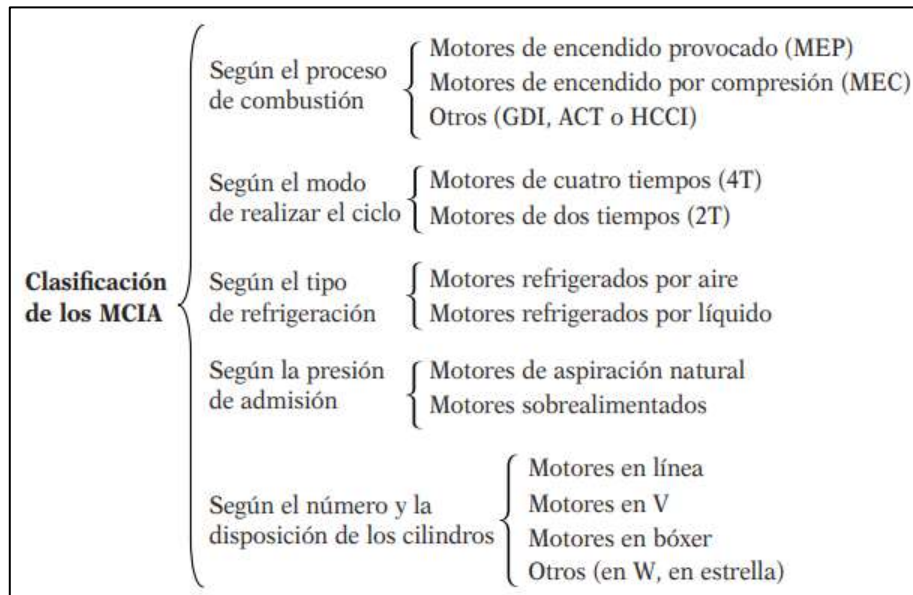 Clasificación
de los MCIA
Según el proceso
de combustión
Motores de encendido provocado (MEP)
Motores de encendido por compresión (MEC)
Otros (GDI, ACT o HCCI)
Según el modo
de realizar el ciclo
Motores de cuatro tiempos (4T)
Motores de dos tiempos (2T)
Según el tipo
de refrigeración
Motores refrigerados por aire
Motores refrigerados por líquido
Según la presión
de admisión
Motores de aspiración natural
Motores sobrealimentados
Según el número y la
disposición de los cilindros
Motores en línea
Motores en V
Motores en bóxer
Otros (en W, en estrella)